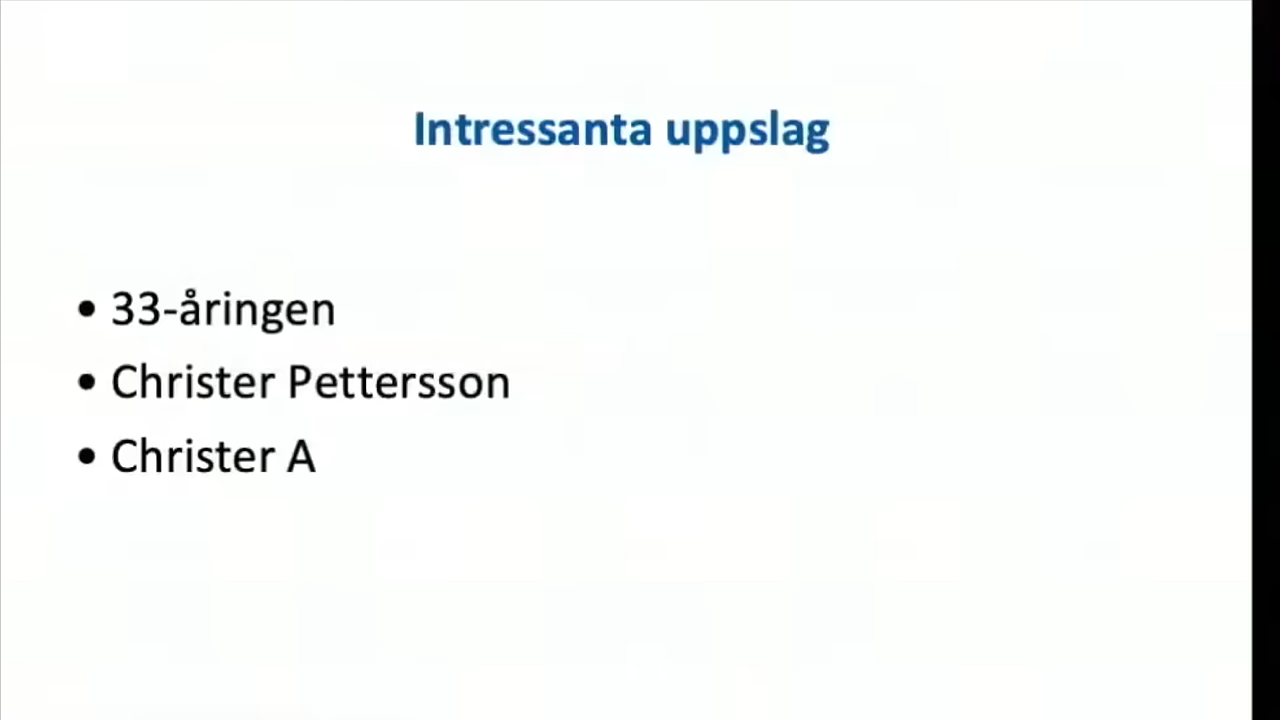 Intressanta uppslag
• 33-åringen
• Christer Pettersson
• Christer A